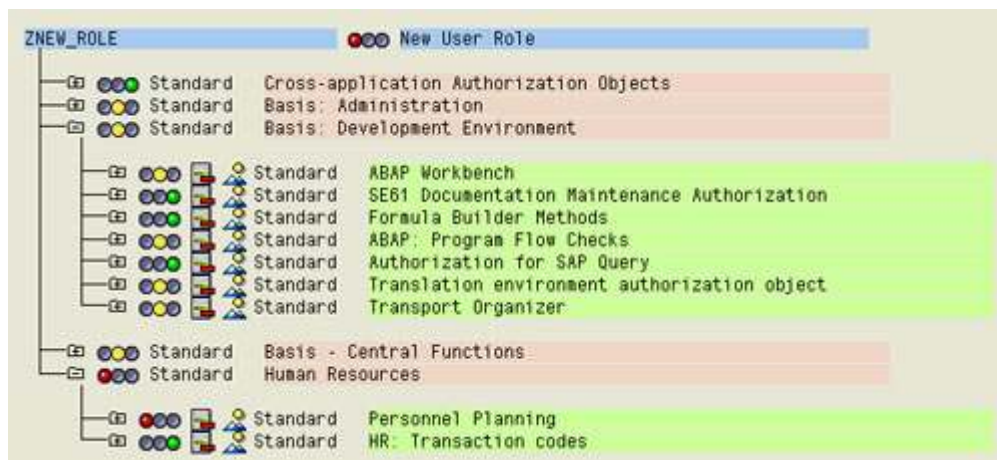 ZNEW_ROLE New User Role
Standard Cross-application Authorization Objects
Standard Basis: Administration
Standard Basis: Development Environment
Standard ABAP Workbench
Standard SE61 Documentation Maintenance Authorization
Standard Formula Builder Methods
Standard ABAP: Program Flow Checks
Standard Authorization for SAP Query
Standard Translation environment authorization object
Standard Transport Organizer
Standard Basis - Central Functions
Standard Human Resources
Standard Personnel Planning
Standard HR: Transaction codes